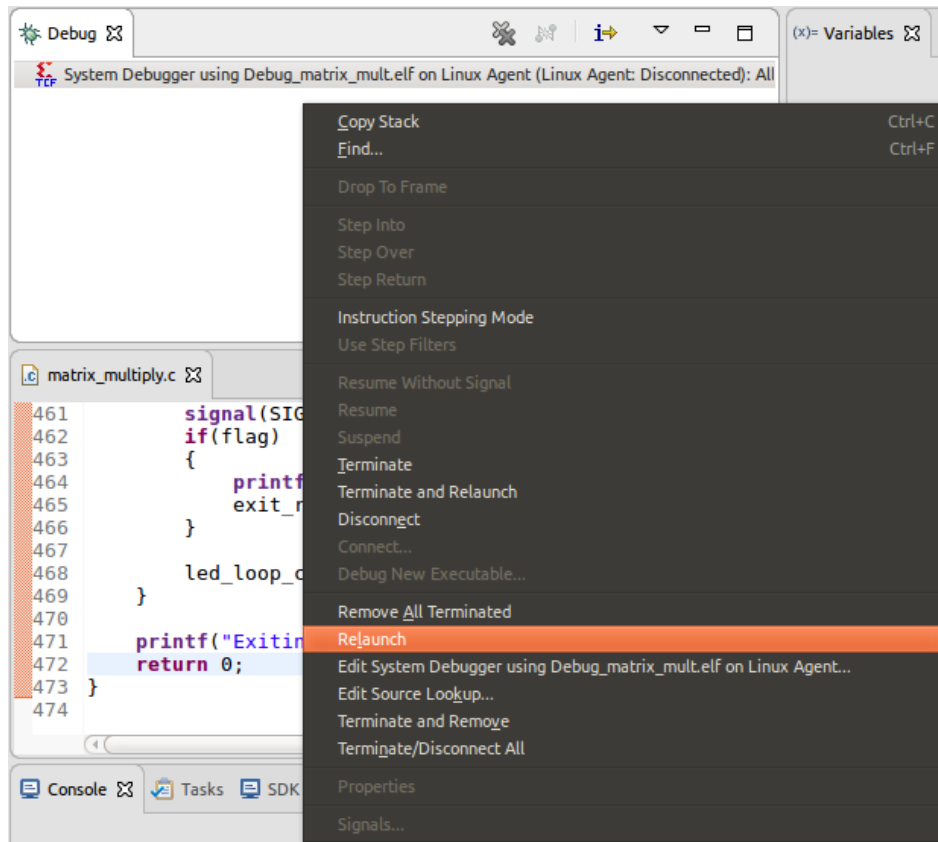 Debug
i
(x)= Variables
TCF System Debugger using Debug_matrix_mult.elf on Linux Agent (Linux Agent: Disconnected): All
Copy Stack Ctrl+C
Find... Ctrl+F
Drop To Frame
Step Into
Step Over
Step Return
Instruction Stepping Mode
Use Step Filters
Resume Without Signal
Resume
Suspend
Terminate
Terminate and Relaunch
Disconnect
Connect...
Debug New Executable...
Remove All Terminated
Relaunch
Edit System Debugger using Debug_matrix_mult.elf on Linux Agent...
Edit Source Lookup...
Terminate and Remove
Terminate/Disconnect All
Properties
Signals...
.c matrix_multiply.c
461 signal(SIG
462 if(flag)
463 {
464 printf
465 exit_r
466 }
467
468 led_loop_c
469 }
470
471 printf("Exitin
472 return 0;
473 }
474
Console Tasks SDK